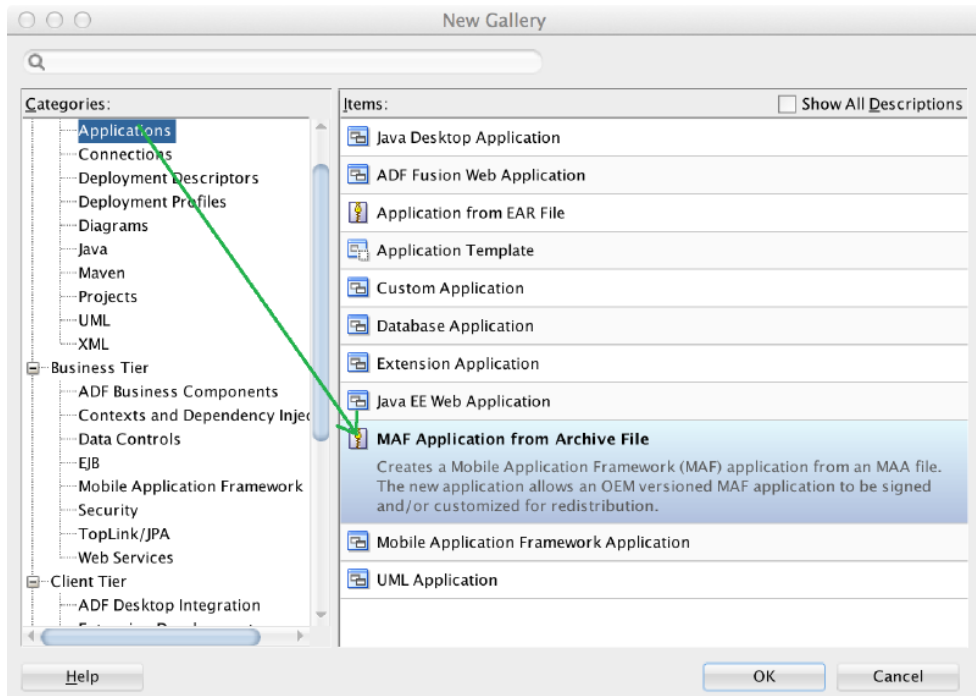 New Gallery
Categories:
Applications
Connections
Deployment Descriptors
Deployment Profiles
Diagrams
Java
Maven
Projects
UML
XML
Business Tier
ADF Business Components
Contexts and Dependency Injec
Data Controls
EJB
Mobile Application Framework
Security
TopLink/JPA
Web Services
Client Tier
ADF Desktop Integration
Items:
Show All Descriptions
Java Desktop Application
ADF Fusion Web Application
Application from EAR File
Application Template
Custom Application
Database Application
Extension Application
Java EE Web Application
MAF Application from Archive File
Creates a Mobile Application Framework (MAF) application from an MAA file.
The new application allows an OEM versioned MAF application to be signed
and/or customized for redistribution.
Mobile Application Framework Application
UML Application
Help
OK
Cancel